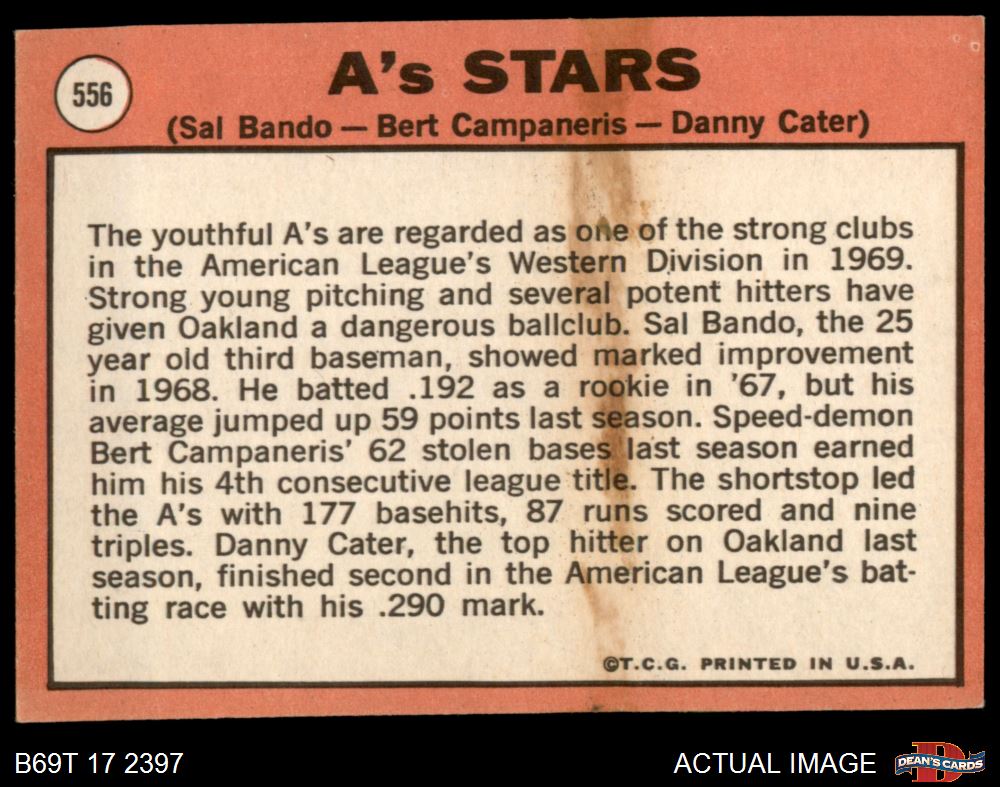 556
A's STARS
(Sal Bando — Bert Campaneris — Danny Cater)
The youthful A's are regarded as one of the strong clubs
in the American League's Western Division in 1969.
Strong young pitching and several potent hitters have
given Oakland a dangerous ballclub. Sal Bando, the 25
year old third baseman, showed marked improvement
in 1968. He batted .192 as a rookie in '67, but his
average jumped up 59 points last season. Speed-demon
Bert Campaneris' 62 stolen bases last season earned
him his 4th consecutive league title. The shortstop led
the A's with 177 basehits, 87 runs scored and nine
triples. Danny Cater, the top hitter on Oakland last
season, finished second in the American League's bat-
ting race with his .290 mark.
©T.C.G. PRINTED IN U.S.A.
B69T 17 2397
ACTUAL IMAGE
D
DEAN'S CARDS